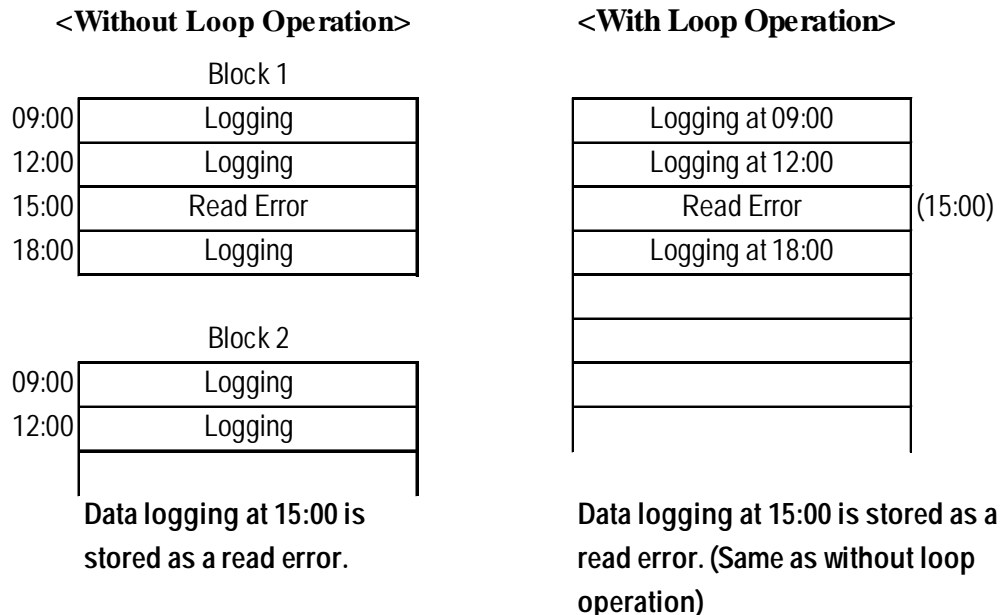 <Without Loop Operation>
Block 1
09:00 Logging
12:00 Logging
15:00 Read Error
18:00 Logging
Block 2
09:00 Logging
12:00 Logging
Data logging at 15:00 is
stored as a read error.
<With Loop Operation>
Logging at 09:00
Logging at 12:00
Read Error (15:00)
Logging at 18:00
Data logging at 15:00 is stored as a
read error. (Same as without loop
operation)